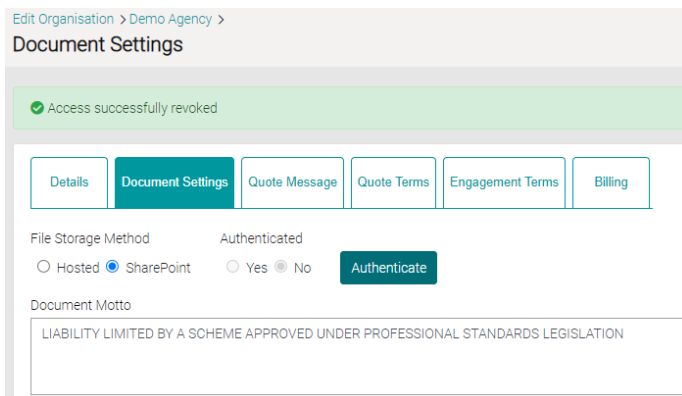 Edit Organisation > Demo Agency >
Document Settings
Access successfully revoked
Details Document Settings Quote Message Quote Terms Engagement Terms Billing
File Storage Method Authenticated
Hosted SharePoint Yes No Authenticate
Document Motto
LIABILITY LIMITED BY A SCHEME APPROVED UNDER PROFESSIONAL STANDARDS LEGISLATION